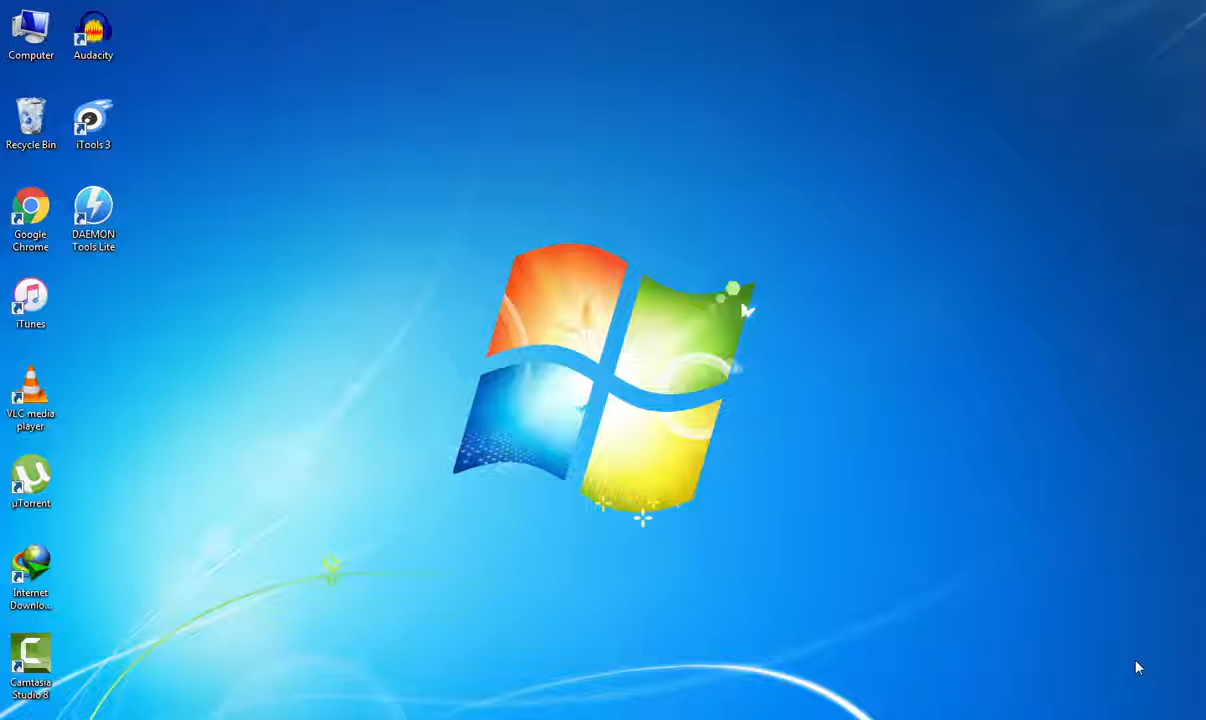 Computer
Audacity
Recycle Bin
iTools 3
Google
Chrome
DAEMON
Tools Lite
iTunes
VLC media
player
µTorrent
Internet
Downlo...
Camtasia
Studio 8